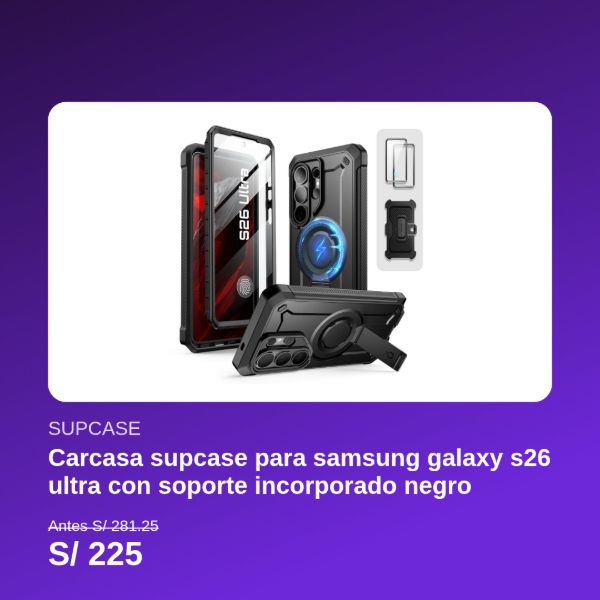 S26 Ultra
SUPCASE
Carcasa supcase para samsung galaxy s26
ultra con soporte incorporado negro
Antes S/ 281.25
S/ 225